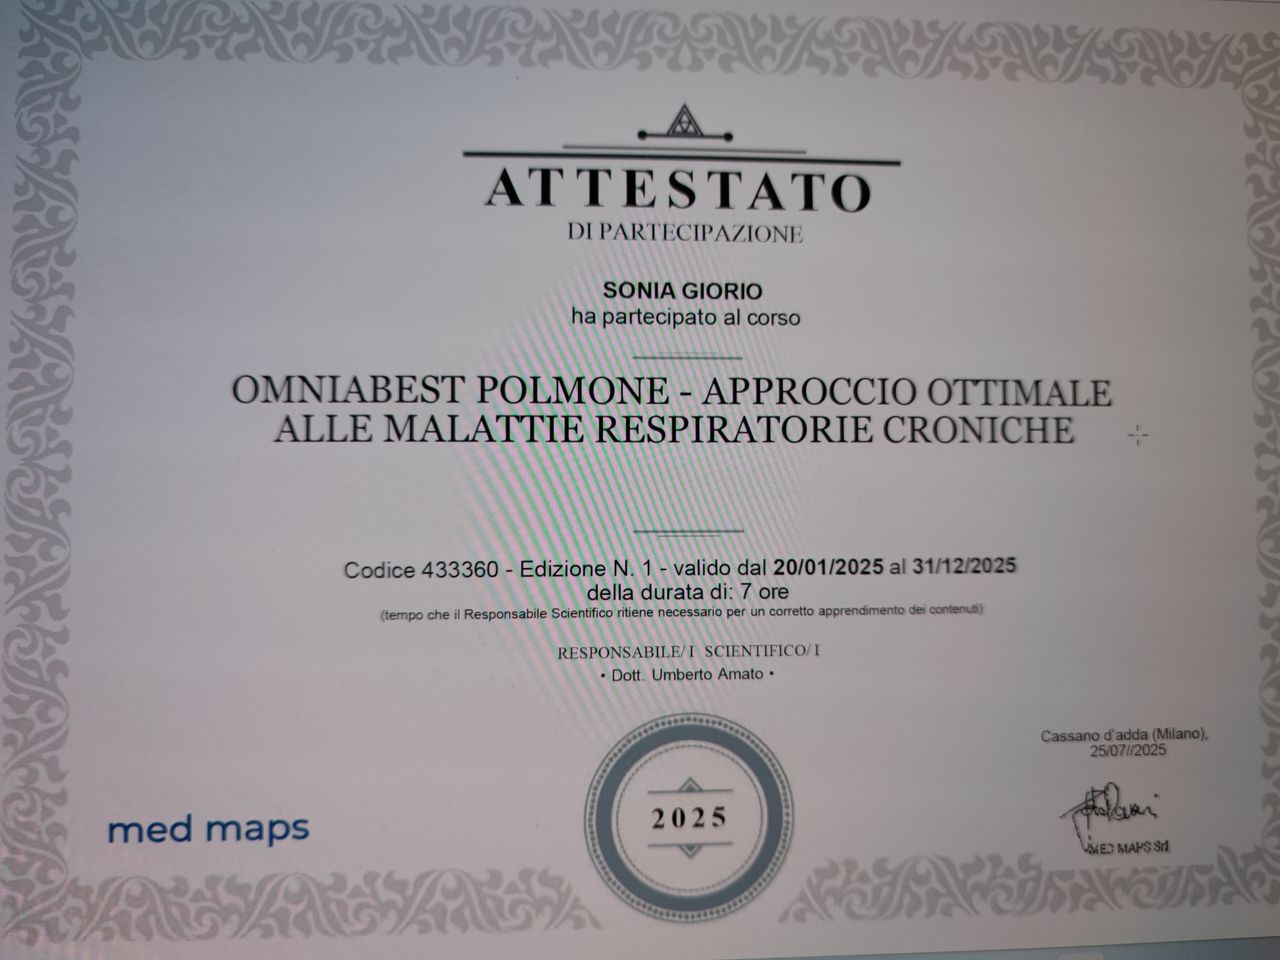 ATTESTATO
DI PARTECIPAZIONE
SONIA GIORIO
ha partecipato al corso
OMNIABEST POLMONE - APPROCCIO OTTIMALE
ALLE MALATTIE RESPIRATORIE CRONICHE
Codice 433360 - Edizione N. 1 - valido dal 20/01/2025 al 31/12/2025
della durata di: 7 ore
(tempo che il Responsabile Scientifico ritiene necessario per un corretto apprendimento dei contenuti)
RESPONSABILE/I SCIENTIFICO/I
• Dott. Umberto Amato •
Cassano d'adda (Milano),
25/07//2025
2025
med maps
MED MAPS Srl